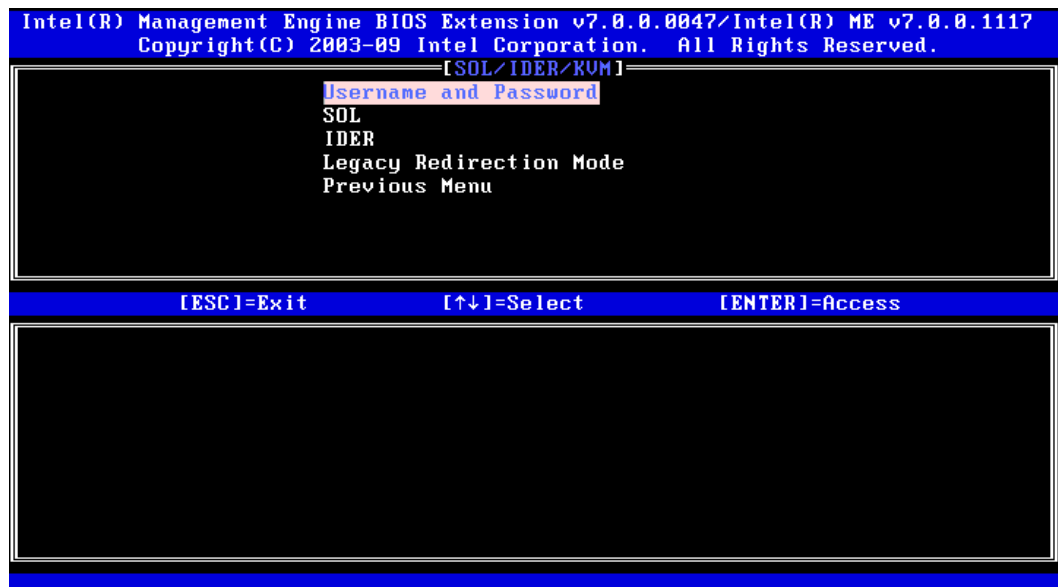 Intel(R) Management Engine BIOS Extension v7.0.0.0047/Intel(R) ME v7.0.0.1117
Copyright(C) 2003-09 Intel Corporation. All Rights Reserved.
[SOL/IDER/KVM]
Username and Password
SOL
IDER
Legacy Redirection Mode
Previous Menu
[ESC]=Exit [↑↓]=Select [ENTER]=Access